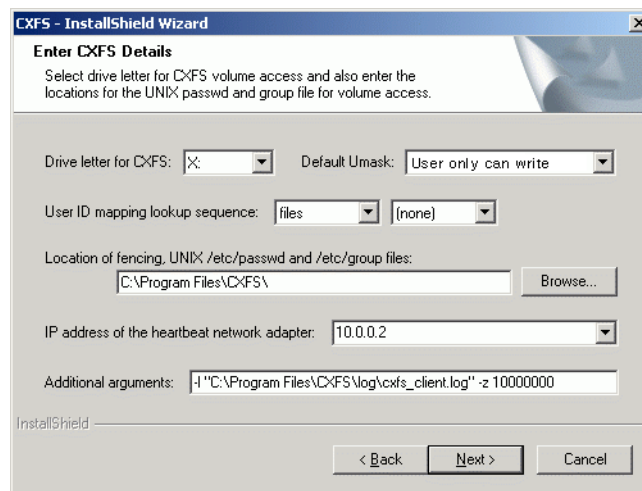 CXFS - InstallShield Wizard
Enter CXFS Details
Select drive letter for CXFS volume access and also enter the
locations for the UNIX passwd and group file for volume access.
Drive letter for CXFS: X: Default Umask: User only can write
User ID mapping lookup sequence: files (none)
Location of fencing, UNIX /etc/passwd and /etc/group files:
C:\Program Files\CXFS\ Browse...
IP address of the heartbeat network adapter: 10.0.0.2
Additional arguments: -l "C:\Program Files\CXFS\log\cxfs_client.log" -z 10000000
InstallShield
< Back Next > Cancel